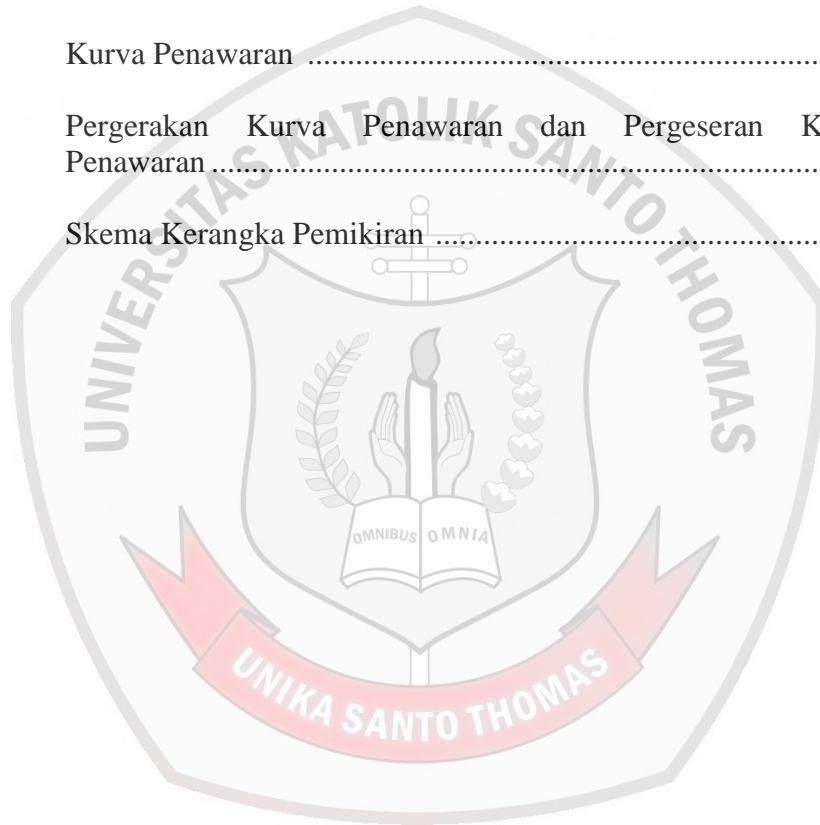 Kurva Penawaran ................................................................
Pergerakan Kurva Penawaran dan Pergeseran K
Penawaran ............................................................................
Skema Kerangka Pemikiran ................................................
UNIVERSITAS KATOLIK SANTO THOMAS
OMNIBUS OMNIA
UNIKA SANTO THOMAS